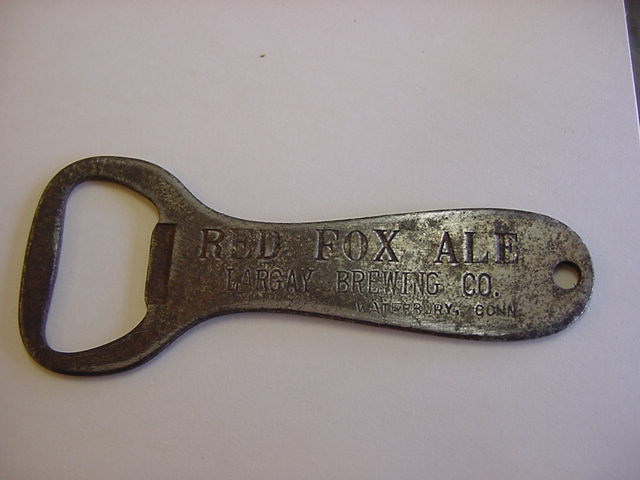 RED FOX ALE
LARGAY BREWING CO.
WATERBURY, CONN.